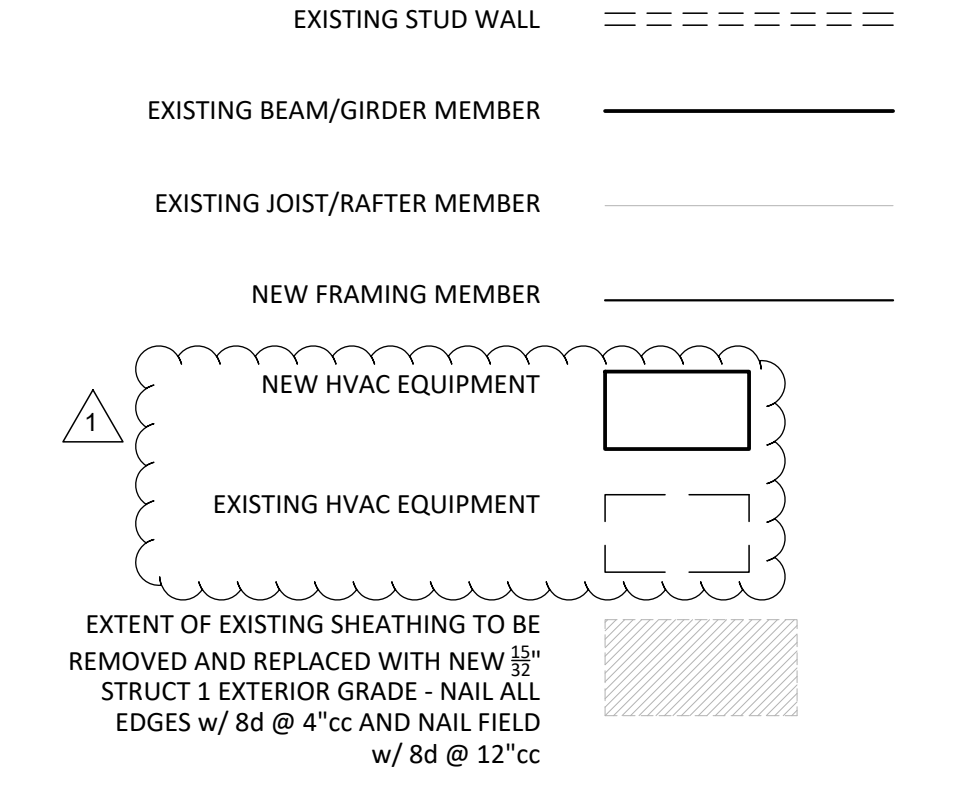 EXISTING STUD WALL
EXISTING BEAM/GIRDER MEMBER
EXISTING JOIST/RAFTER MEMBER
NEW FRAMING MEMBER
NEW HVAC EQUIPMENT
1
EXISTING HVAC EQUIPMENT
EXTENT OF EXISTING SHEATHING TO BE
REMOVED AND REPLACED WITH NEW 15/32"
STRUCT 1 EXTERIOR GRADE - NAIL ALL
EDGES w/ 8d @ 4"cc AND NAIL FIELD
w/ 8d @ 12"cc